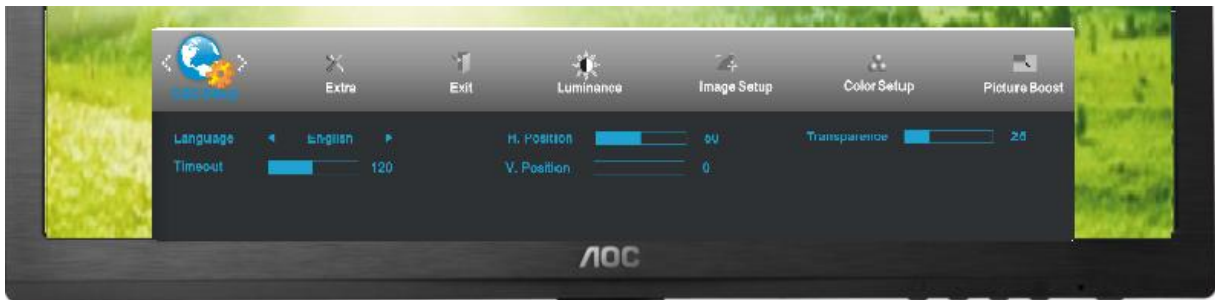 Extra Exit Luminance Image Setup Color Setup Picture Boost
Language English H. Position Transparence 25
Timeout 120 V. Position 0
AOC